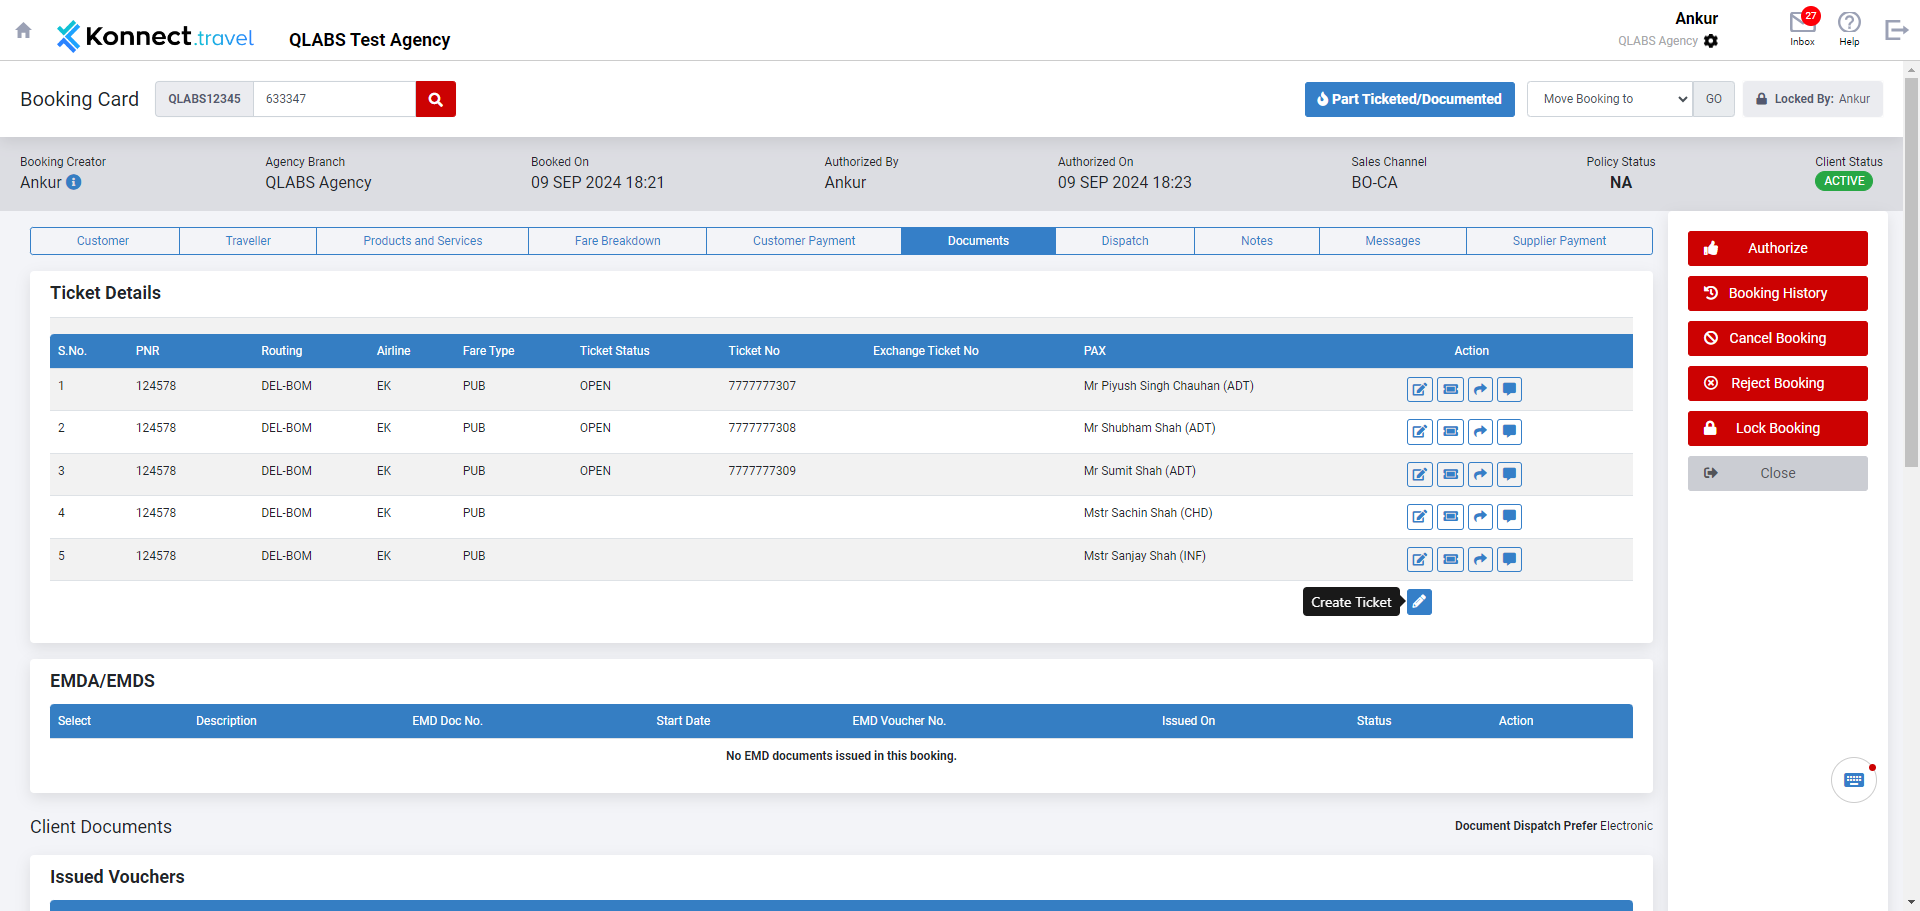 Konnect.travel
QLABS Test Agency
Ankur
QLABS Agency
27
Inbox
Help
Booking Card
QLABS12345
633347
Part Ticketed/Documented
Move Booking to
GO
Locked By: Ankur
Booking Creator
Ankur
Agency Branch
QLABS Agency
Booked On
09 SEP 2024 18:21
Authorized By
Ankur
Authorized On
09 SEP 2024 18:23
Sales Channel
BO-CA
Policy Status
NA
Client Status
ACTIVE
Customer
Traveller
Products and Services
Fare Breakdown
Customer Payment
Documents
Dispatch
Notes
Messages
Supplier Payment
Authorize
Booking History
Cancel Booking
Reject Booking
Lock Booking
Close
Ticket Details
S.No. PNR Routing Airline Fare Type Ticket Status Ticket No Exchange Ticket No PAX Action
1 124578 DEL-BOM EK PUB OPEN 7777777307 Mr Piyush Singh Chauhan (ADT)
2 124578 DEL-BOM EK PUB OPEN 7777777308 Mr Shubham Shah (ADT)
3 124578 DEL-BOM EK PUB OPEN 7777777309 Mr Sumit Shah (ADT)
4 124578 DEL-BOM EK PUB Mstr Sachin Shah (CHD)
5 124578 DEL-BOM EK PUB Mstr Sanjay Shah (INF)
Create Ticket
EMDA/EMDS
Select Description EMD Doc No. Start Date EMD Voucher No. Issued On Status Action
No EMD documents issued in this booking.
Client Documents
Document Dispatch Prefer Electronic
Issued Vouchers